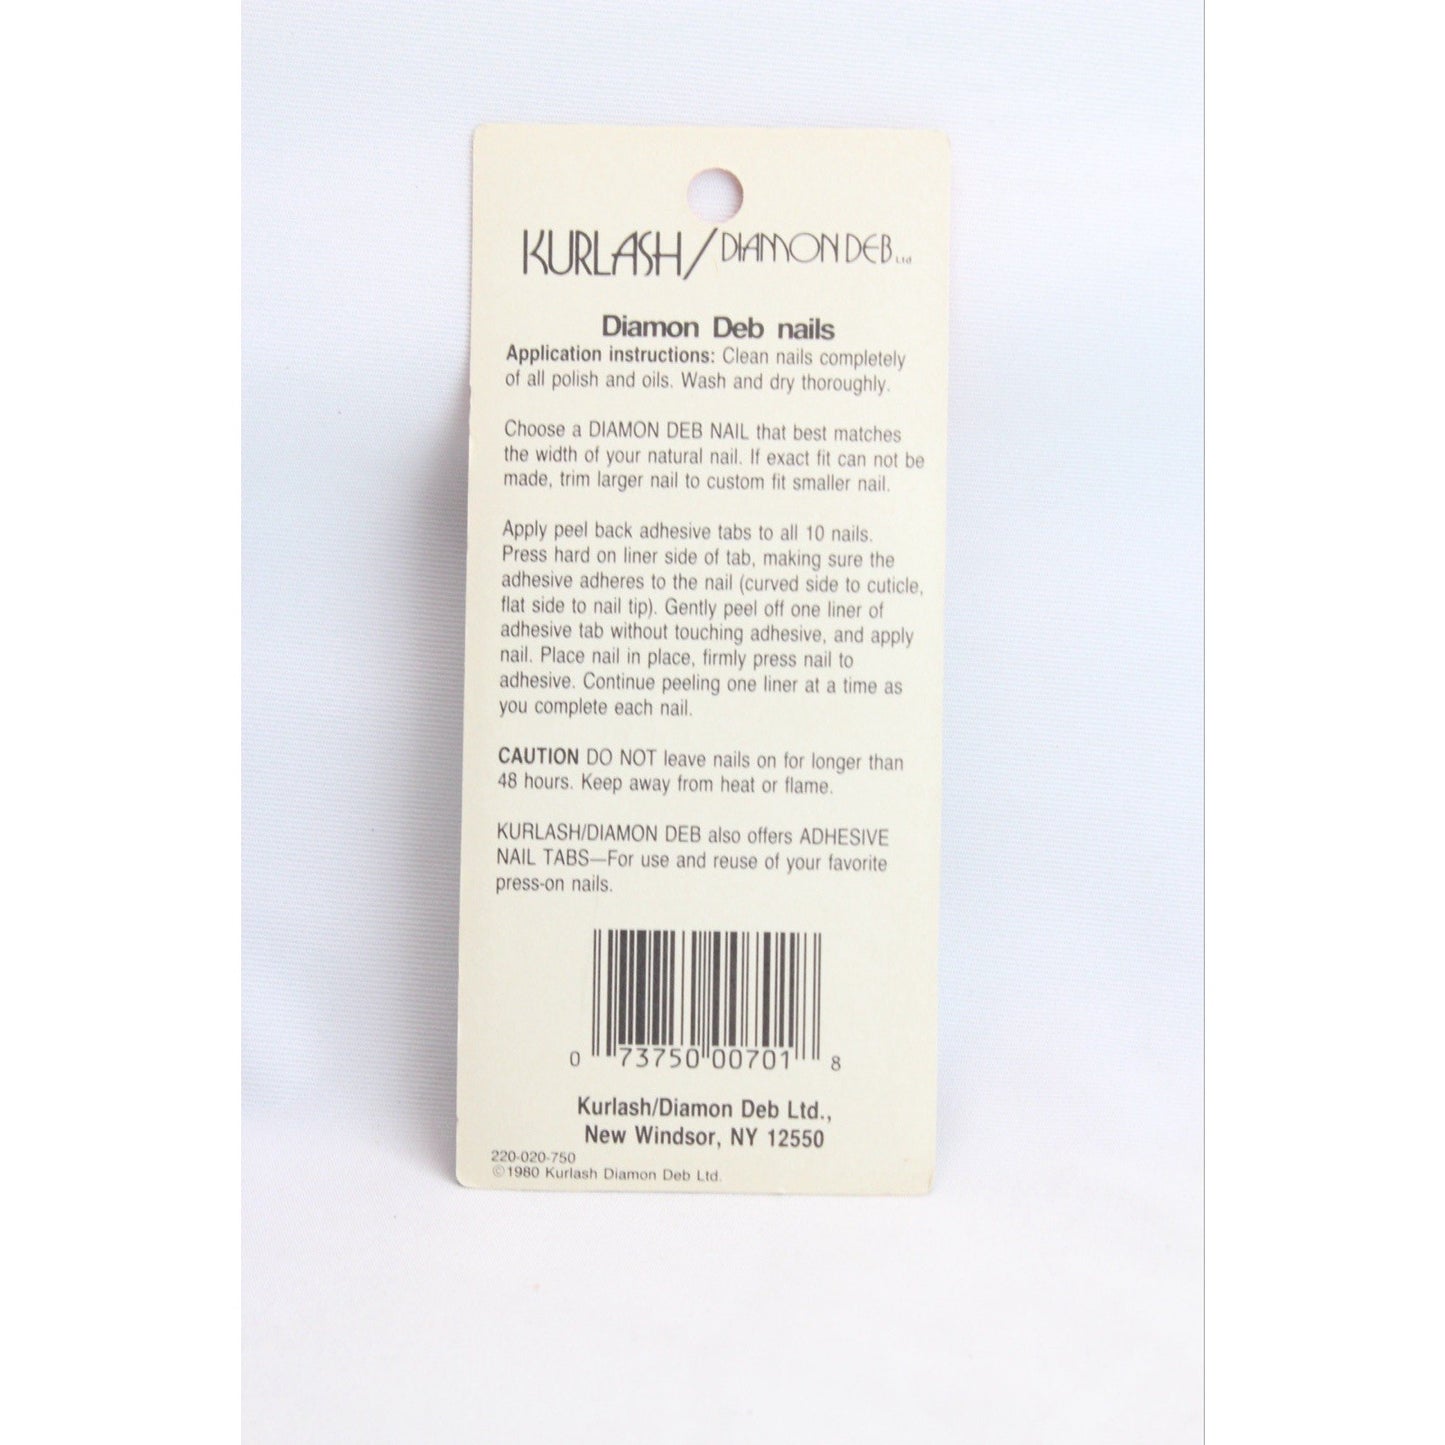 KURLASH/DIAMON DEB Ltd
Diamon Deb nails
Application instructions: Clean nails completely
of all polish and oils. Wash and dry thoroughly.
Choose a DIAMON DEB NAIL that best matches
the width of your natural nail. If exact fit can not be
made, trim larger nail to custom fit smaller nail.
Apply peel back adhesive tabs to all 10 nails.
Press hard on liner side of tab, making sure the
adhesive adheres to the nail (curved side to cuticle,
flat side to nail tip). Gently peel off one liner of
adhesive tab without touching adhesive, and apply
nail. Place nail in place, firmly press nail to
adhesive. Continue peeling one liner at a time as
you complete each nail.
CAUTION DO NOT leave nails on for longer than
48 hours. Keep away from heat or flame.
KURLASH/DIAMON DEB also offers ADHESIVE
NAIL TABS—For use and reuse of your favorite
press-on nails.
0 73750 00701 8
Kurlash/Diamon Deb Ltd.,
New Windsor, NY 12550
220-020-750
©1980 Kurlash Diamon Deb Ltd.